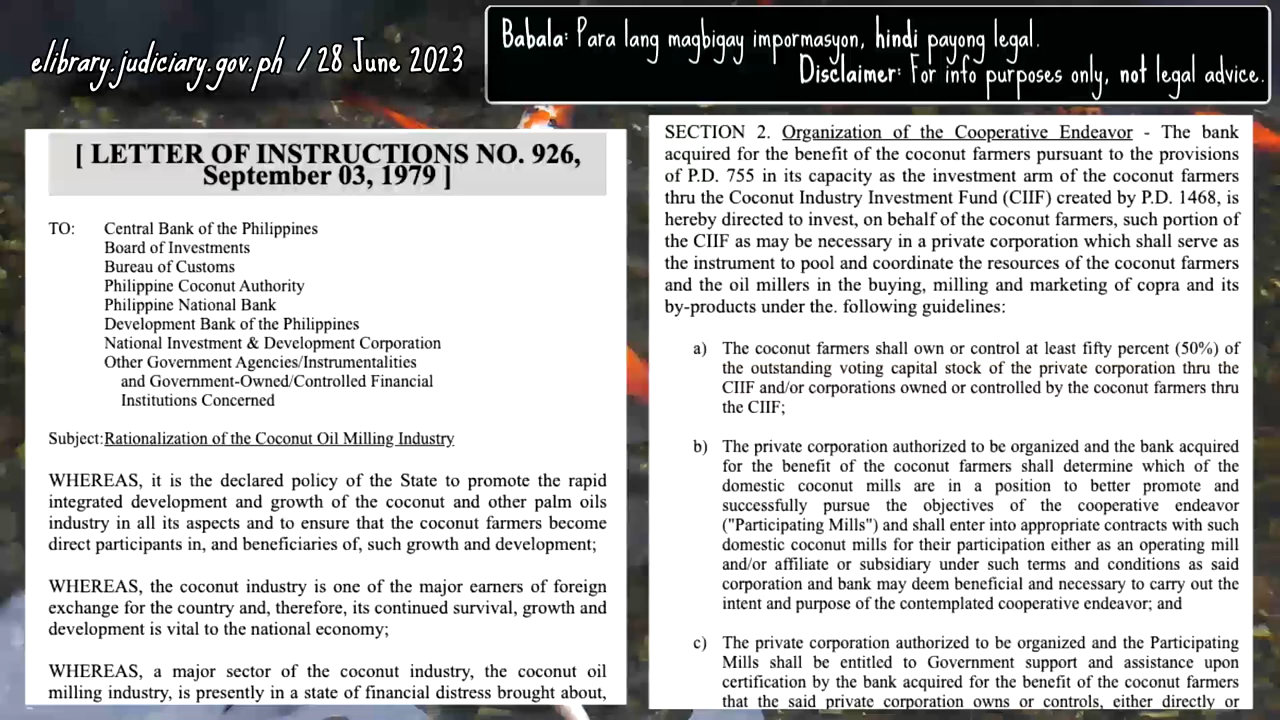 elibrary.judiciary.gov.ph / 28 June 2023
Babala: Para lang magbigay impormasyon, hindi payong legal.
Disclaimer: For info purposes only, not legal advice.
[ LETTER OF INSTRUCTIONS NO. 926,
September 03, 1979 ]
TO: Central Bank of the Philippines
Board of Investments
Bureau of Customs
Philippine Coconut Authority
Philippine National Bank
Development Bank of the Philippines
National Investment & Development Corporation
Other Government Agencies/Instrumentalities
and Government-Owned/Controlled Financial
Institutions Concerned
Subject:Rationalization of the Coconut Oil Milling Industry
WHEREAS, it is the declared policy of the State to promote the rapid
integrated development and growth of the coconut and other palm oils
industry in all its aspects and to ensure that the coconut farmers become
direct participants in, and beneficiaries of, such growth and development;
WHEREAS, the coconut industry is one of the major earners of foreign
exchange for the country and, therefore, its continued survival, growth and
development is vital to the national economy;
WHEREAS, a major sector of the coconut industry, the coconut oil
milling industry, is presently in a state of financial distress brought about,
SECTION 2. Organization of the Cooperative Endeavor - The bank
acquired for the benefit of the coconut farmers pursuant to the provisions
of P.D. 755 in its capacity as the investment arm of the coconut farmers
thru the Coconut Industry Investment Fund (CIIF) created by P.D. 1468, is
hereby directed to invest, on behalf of the coconut farmers, such portion of
the CIIF as may be necessary in a private corporation which shall serve as
the instrument to pool and coordinate the resources of the coconut farmers
and the oil millers in the buying, milling and marketing of copra and its
by-products under the. following guidelines:
a) The coconut farmers shall own or control at least fifty percent (50%) of
the outstanding voting capital stock of the private corporation thru the
CIIF and/or corporations owned or controlled by the coconut farmers thru
the CIIF;
b) The private corporation authorized to be organized and the bank acquired
for the benefit of the coconut farmers shall determine which of the
domestic coconut mills are in a position to better promote and
successfully pursue the objectives of the cooperative endeavor
("Participating Mills") and shall enter into appropriate contracts with such
domestic coconut mills for their participation either as an operating mill
and/or affiliate or subsidiary under such terms and conditions as said
corporation and bank may deem beneficial and necessary to carry out the
intent and purpose of the contemplated cooperative endeavor; and
c) The private corporation authorized to be organized and the Participating
Mills shall be entitled to Government support and assistance upon
certification by the bank acquired for the benefit of the coconut farmers
that the said private corporation owns or controls, either directly or